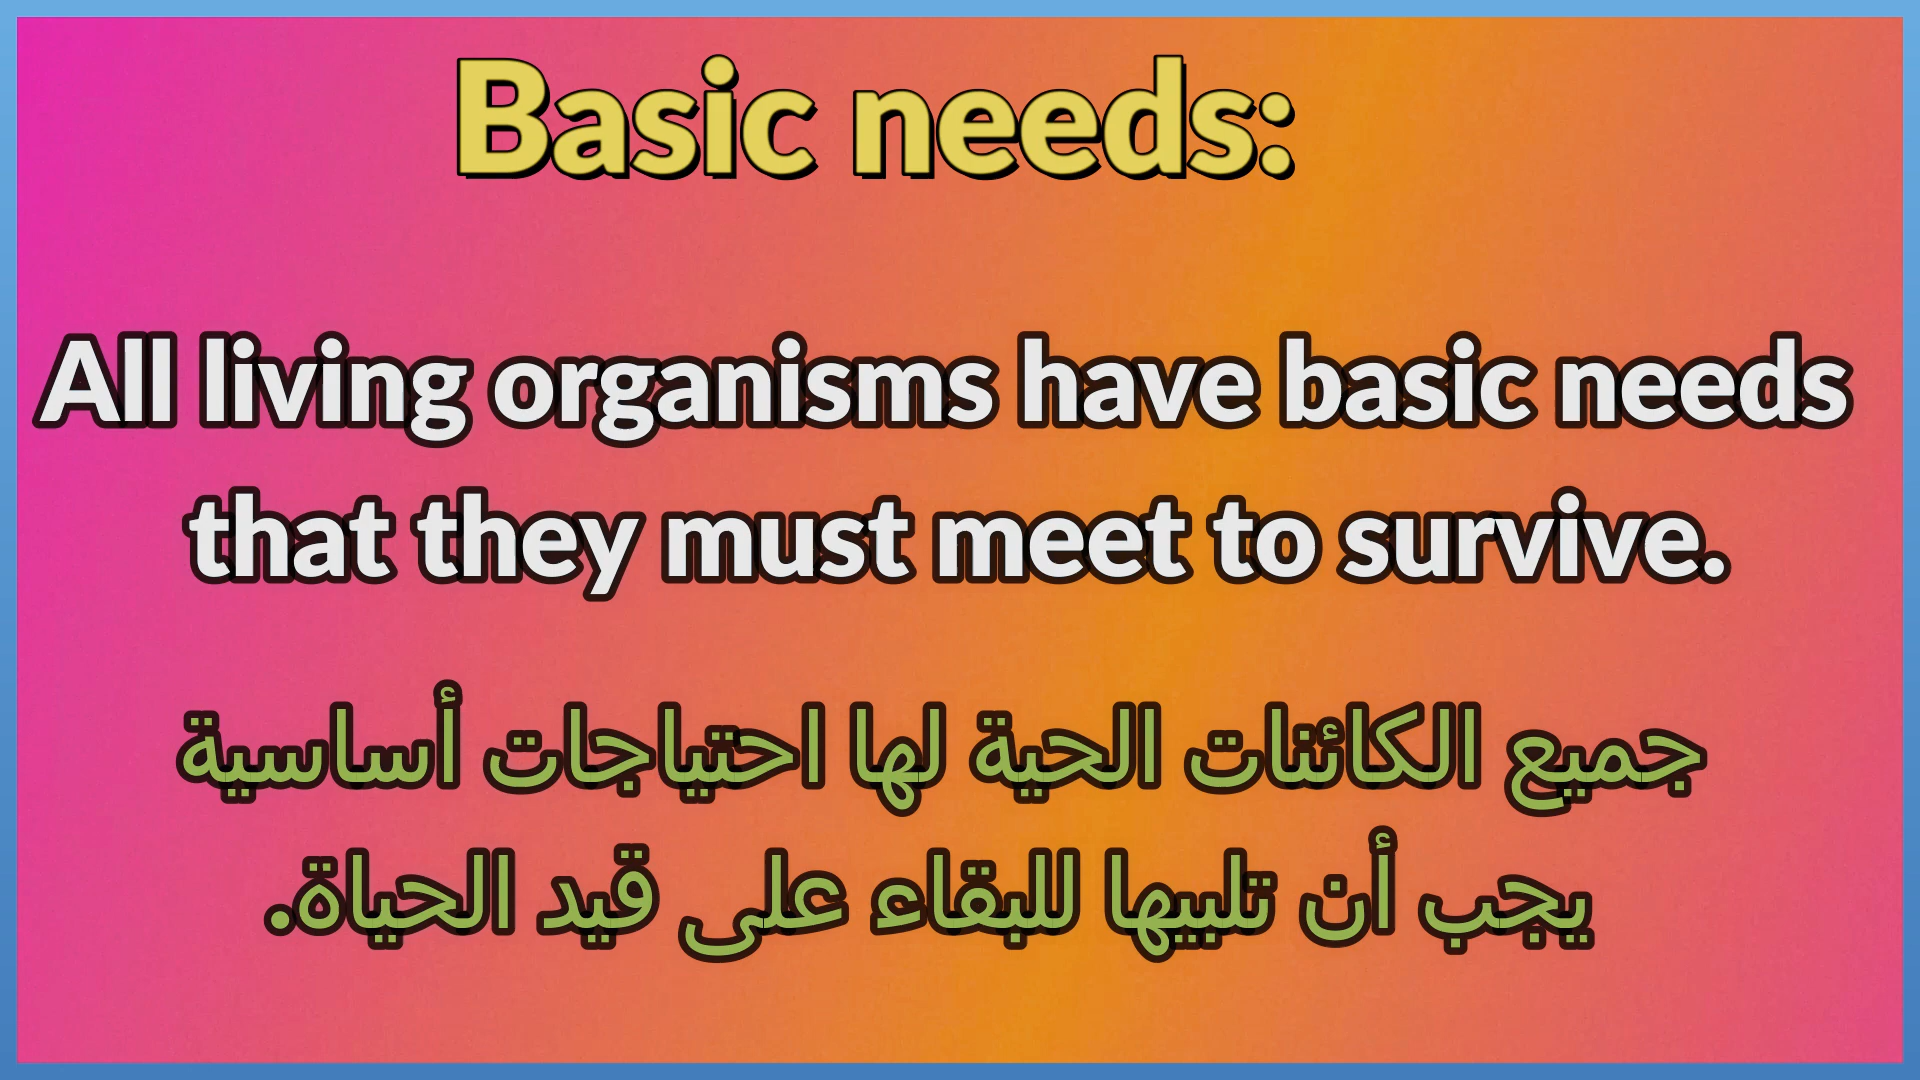 Basic needs:
All living organisms have basic needs
that they must meet to survive.
جميع الكائنات الحية لها احتياجات أساسية
يجب أن تلبيها للبقاء على قيد الحياة.